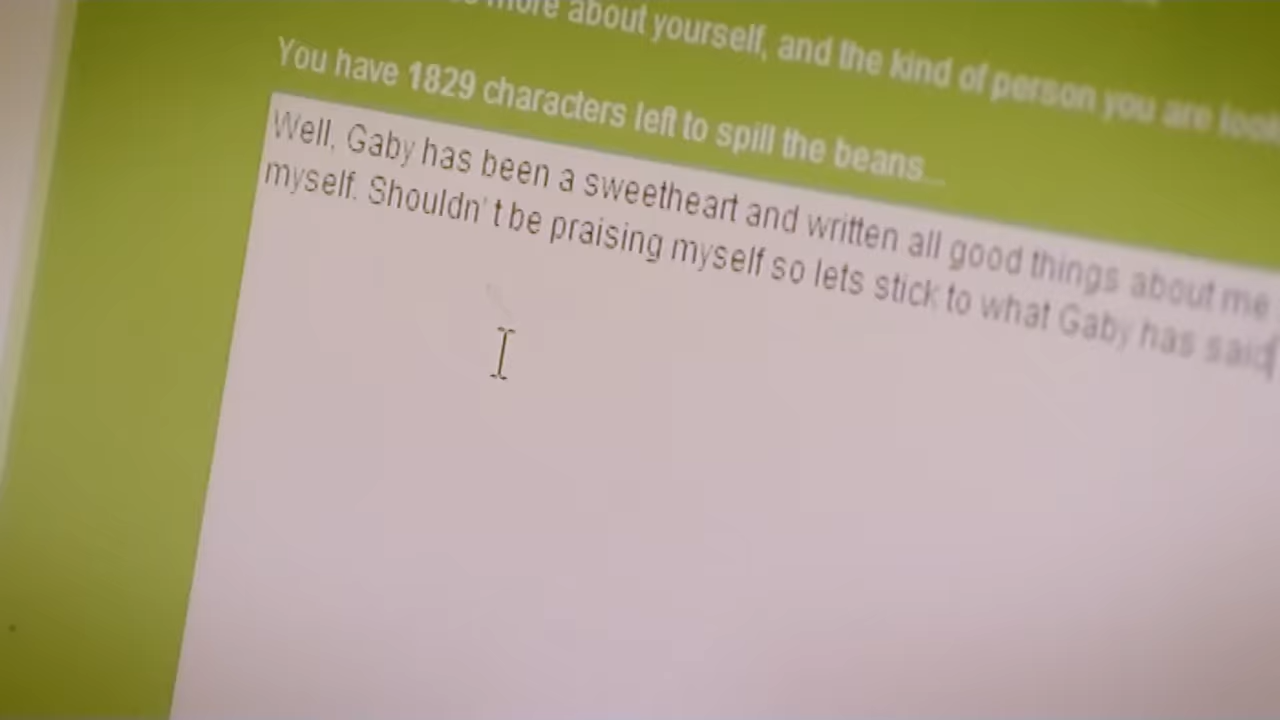 more about yourself, and the kind of person you are
You have 1829 characters left to spill the beans...
Well, Gaby has been a sweetheart and written all good things about me
myself. Shouldn't be praising myself so lets stick to what Gaby has said